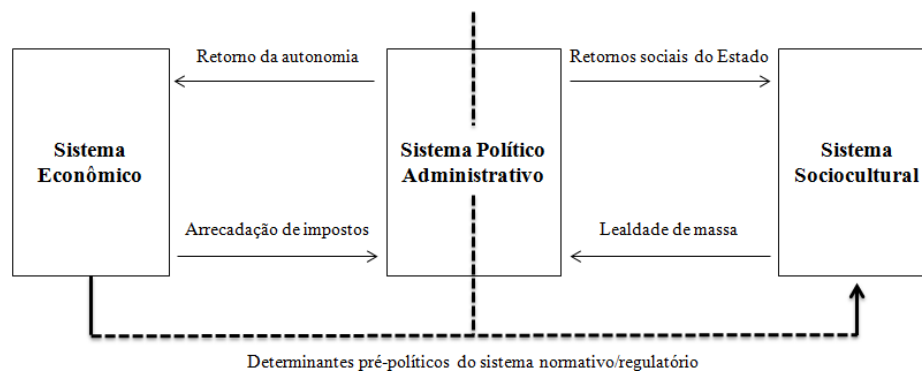 Retorno da autonomia
Retornos sociais do Estado
Sistema
Econômico
Sistema Político
Administrativo
Sistema
Sociocultural
Arrecadação de impostos
Lealdade de massa
Determinantes pré-políticos do sistema normativo/regulatório